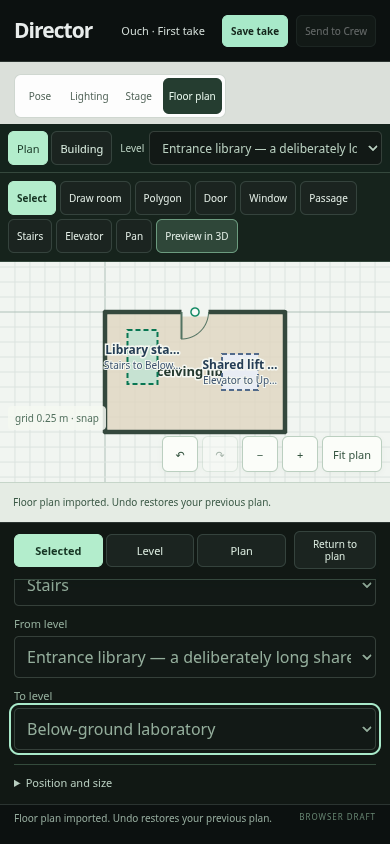 Director
Ouch · First take
Save take
Send to Crew
Pose
Lighting
Stage
Floor plan
Plan
Building
Level
Entrance library — a deliberately lc
Select
Draw room
Polygon
Door
Window
Passage
Stairs
Elevator
Pan
Preview in 3D
Library sta...
Stairs to Below...
ceiving lib
Shared lift ...
Elevator to Up...
grid 0.25 m · snap
↶
↷
−
+
Fit plan
Floor plan imported. Undo restores your previous plan.
Selected
Level
Plan
Return to
plan
Stairs
From level
Entrance library — a deliberately long share
To level
Below-ground laboratory
▶ Position and size
Floor plan imported. Undo restores your previous plan.
BROWSER DRAFT